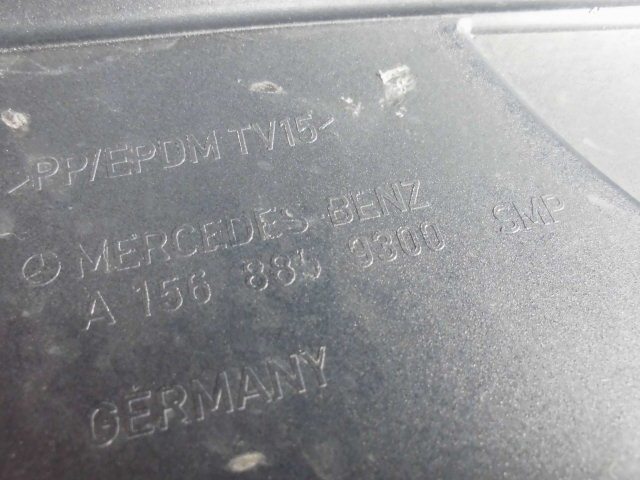 >PP/EPDM TV15<
MERCEDES-BENZ
A 156 885 9300 SMP
GERMANY